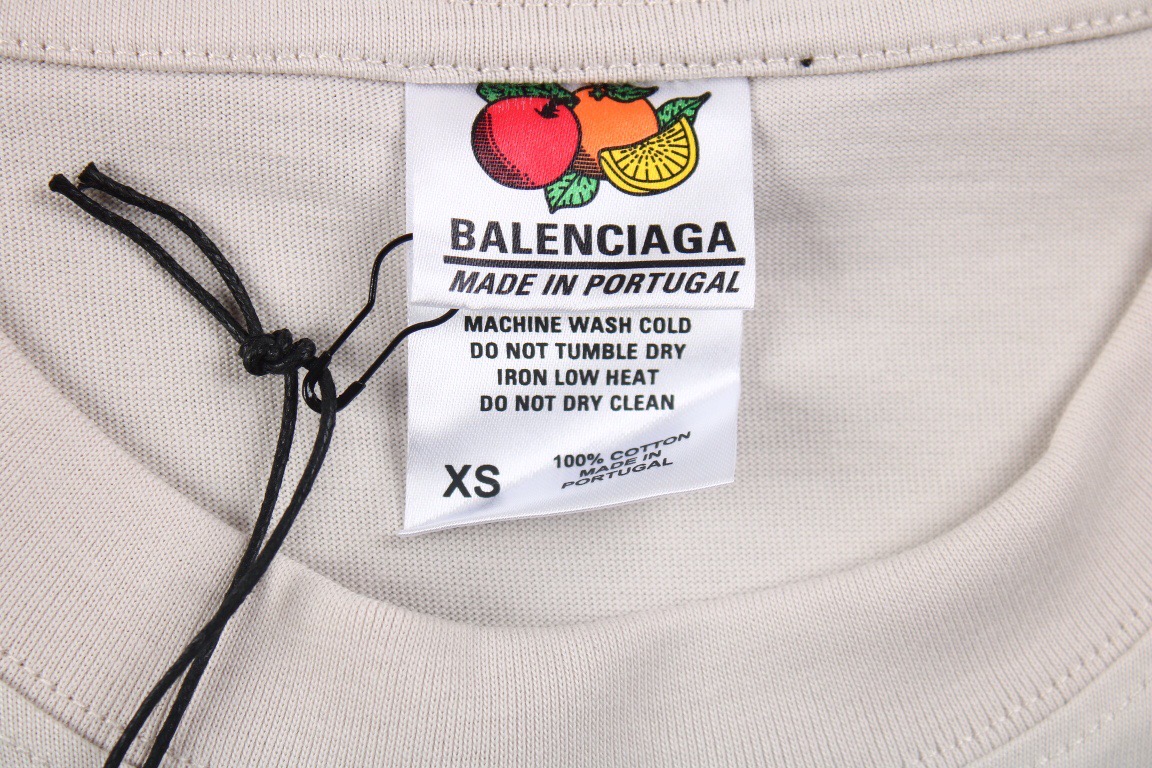 BALENCIAGA
MADE IN PORTUGAL
MACHINE WASH COLD
DO NOT TUMBLE DRY
IRON LOW HEAT
DO NOT DRY CLEAN
XS
100% COTTON
MADE IN
PORTUGAL